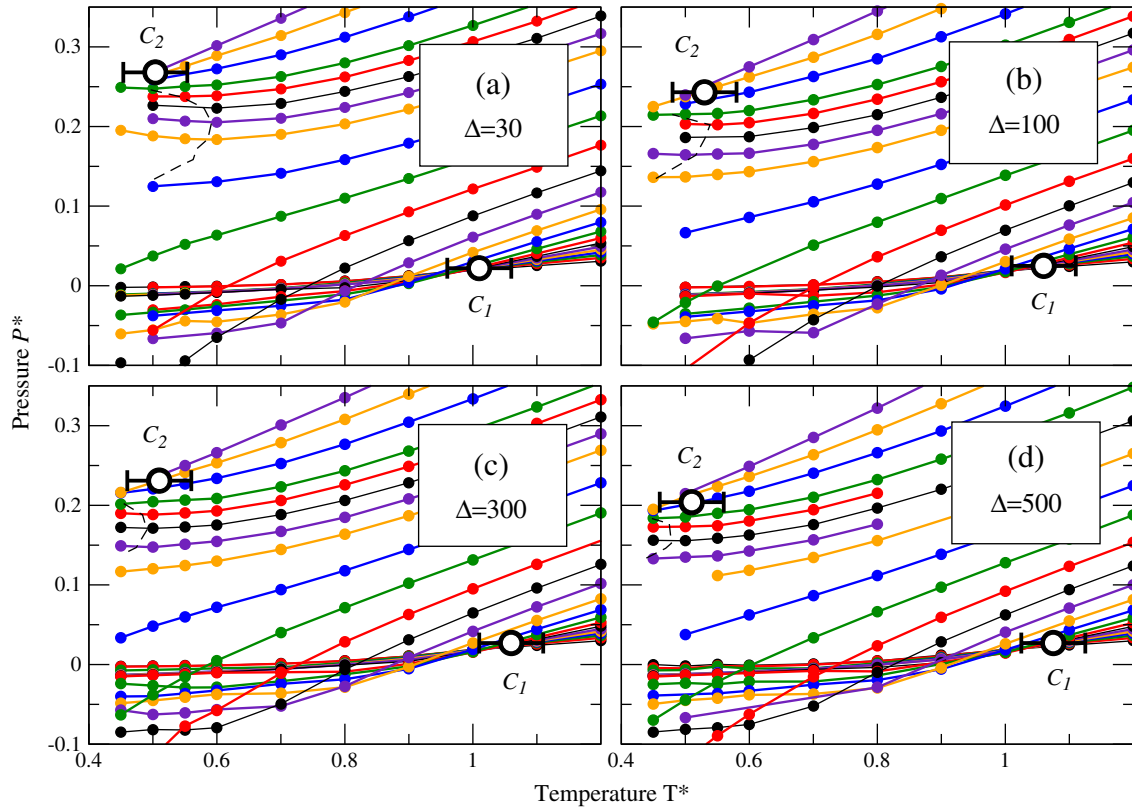 0.3
0.2
0.1
0
-0.1
C2
(a)
Δ=30
C1
C2
(b)
Δ=100
C1
0.3
0.2
0.1
0
-0.1
C2
(c)
Δ=300
C1
C2
(d)
Δ=500
C1
0.4 0.6 0.8 1 0.4 0.6 0.8 1
Pressure P*
Temperature T*